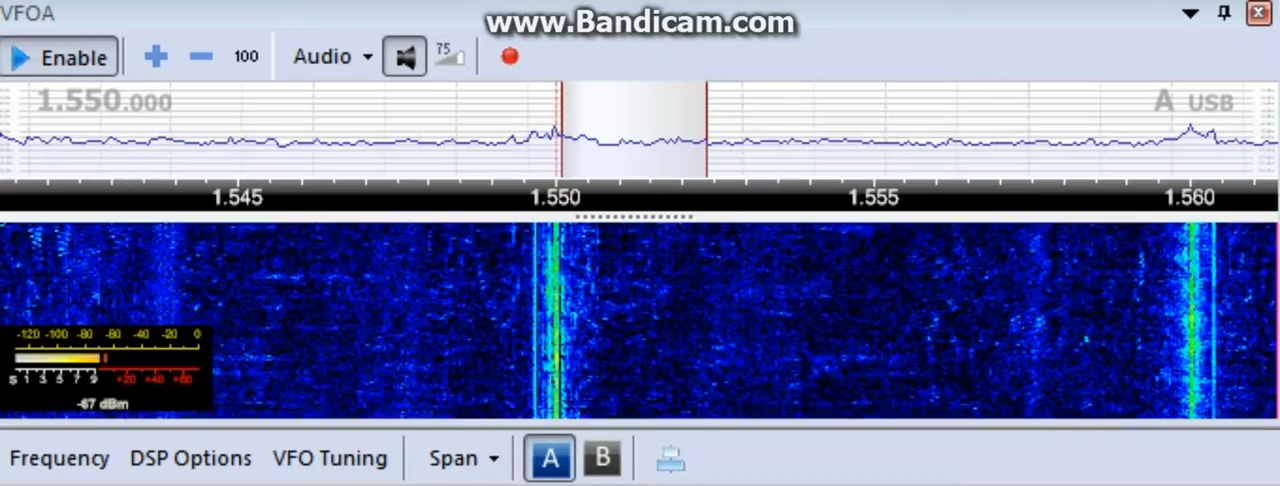 VFOA
www.Bandicam.com
Enable 100 Audio 75
1.550.000 A USB
1.545 1.550 1.555 1.560
-120 -100 -80 -60 -40 -20 0
S 1 3 5 7 9 +20 +40 +60
-67 dBm
Frequency DSP Options VFO Tuning Span A B